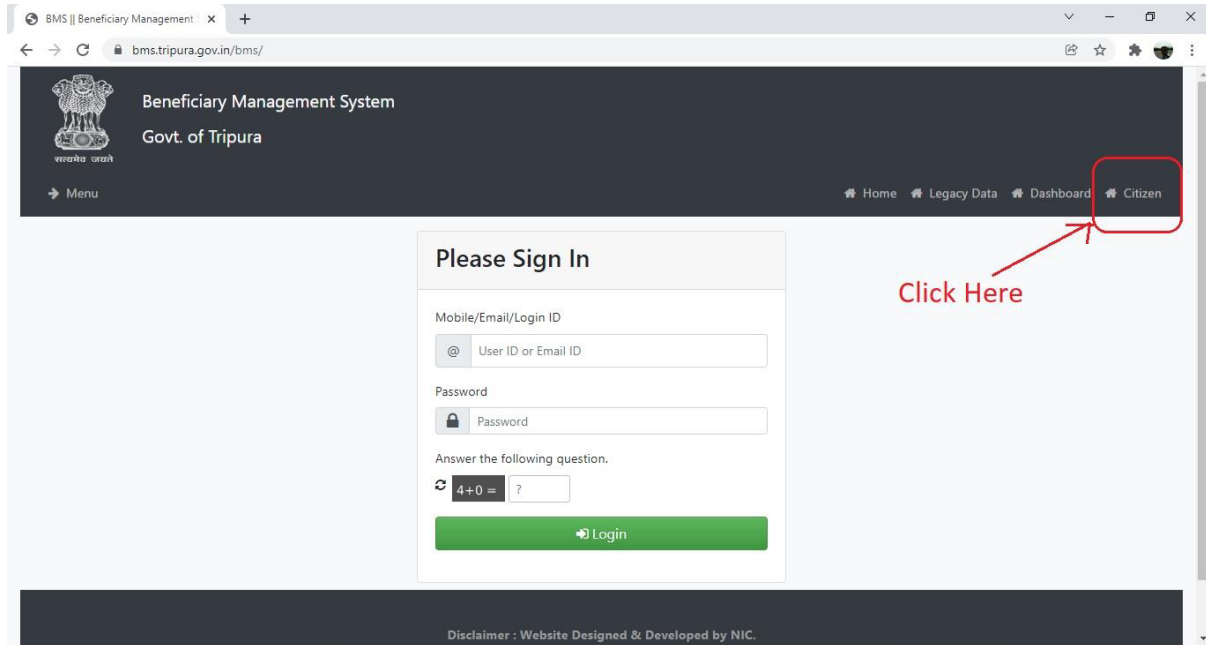 BMS || Beneficiary Management
bms.tripura.gov.in/bms/
Beneficiary Management System
Govt. of Tripura
सत्यमेव जयते
Menu
Home Legacy Data Dashboard Citizen
Please Sign In
Click Here
Mobile/Email/Login ID
@ User ID or Email ID
Password
Password
Answer the following question.
4+0 = ?
Login
Disclaimer : Website Designed & Developed by NIC.